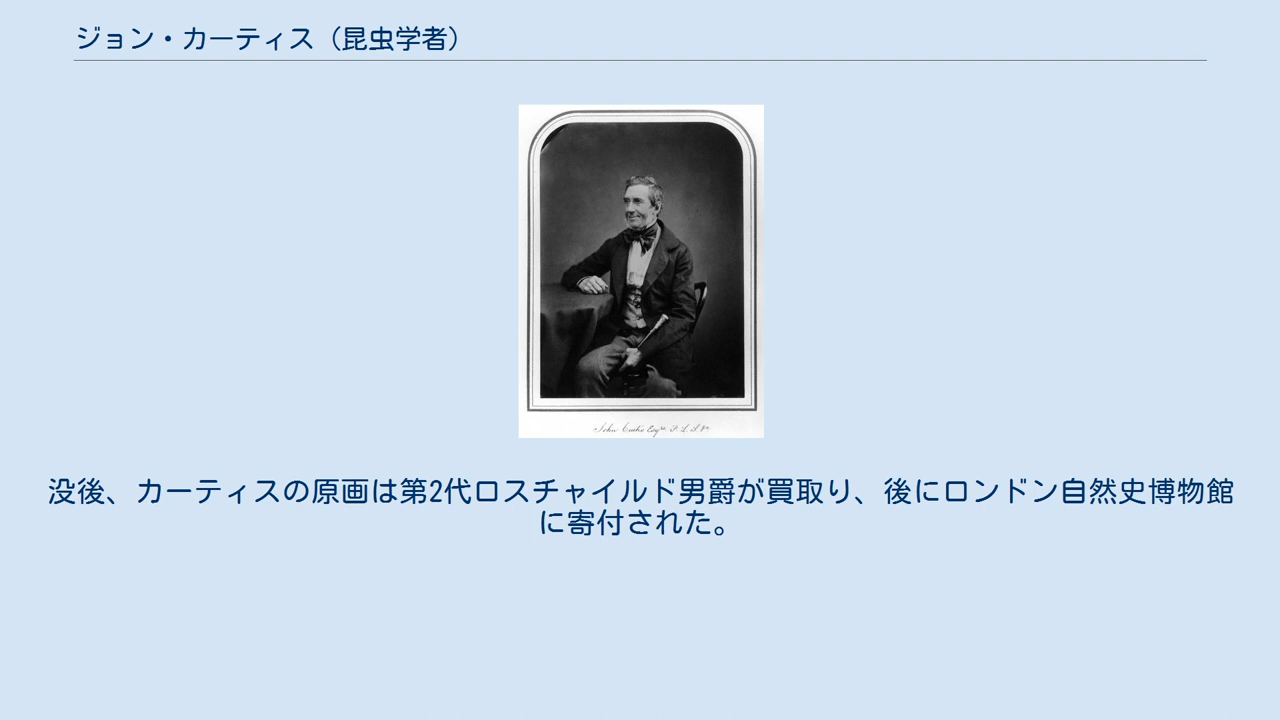 ジョン・カーティス（昆虫学者）
John Curtis Esqre. F. L. S. &c
没後、カーティスの原画は第2代ロスチャイルド男爵が買取り、後にロンドン自然史博物館
に寄付された。